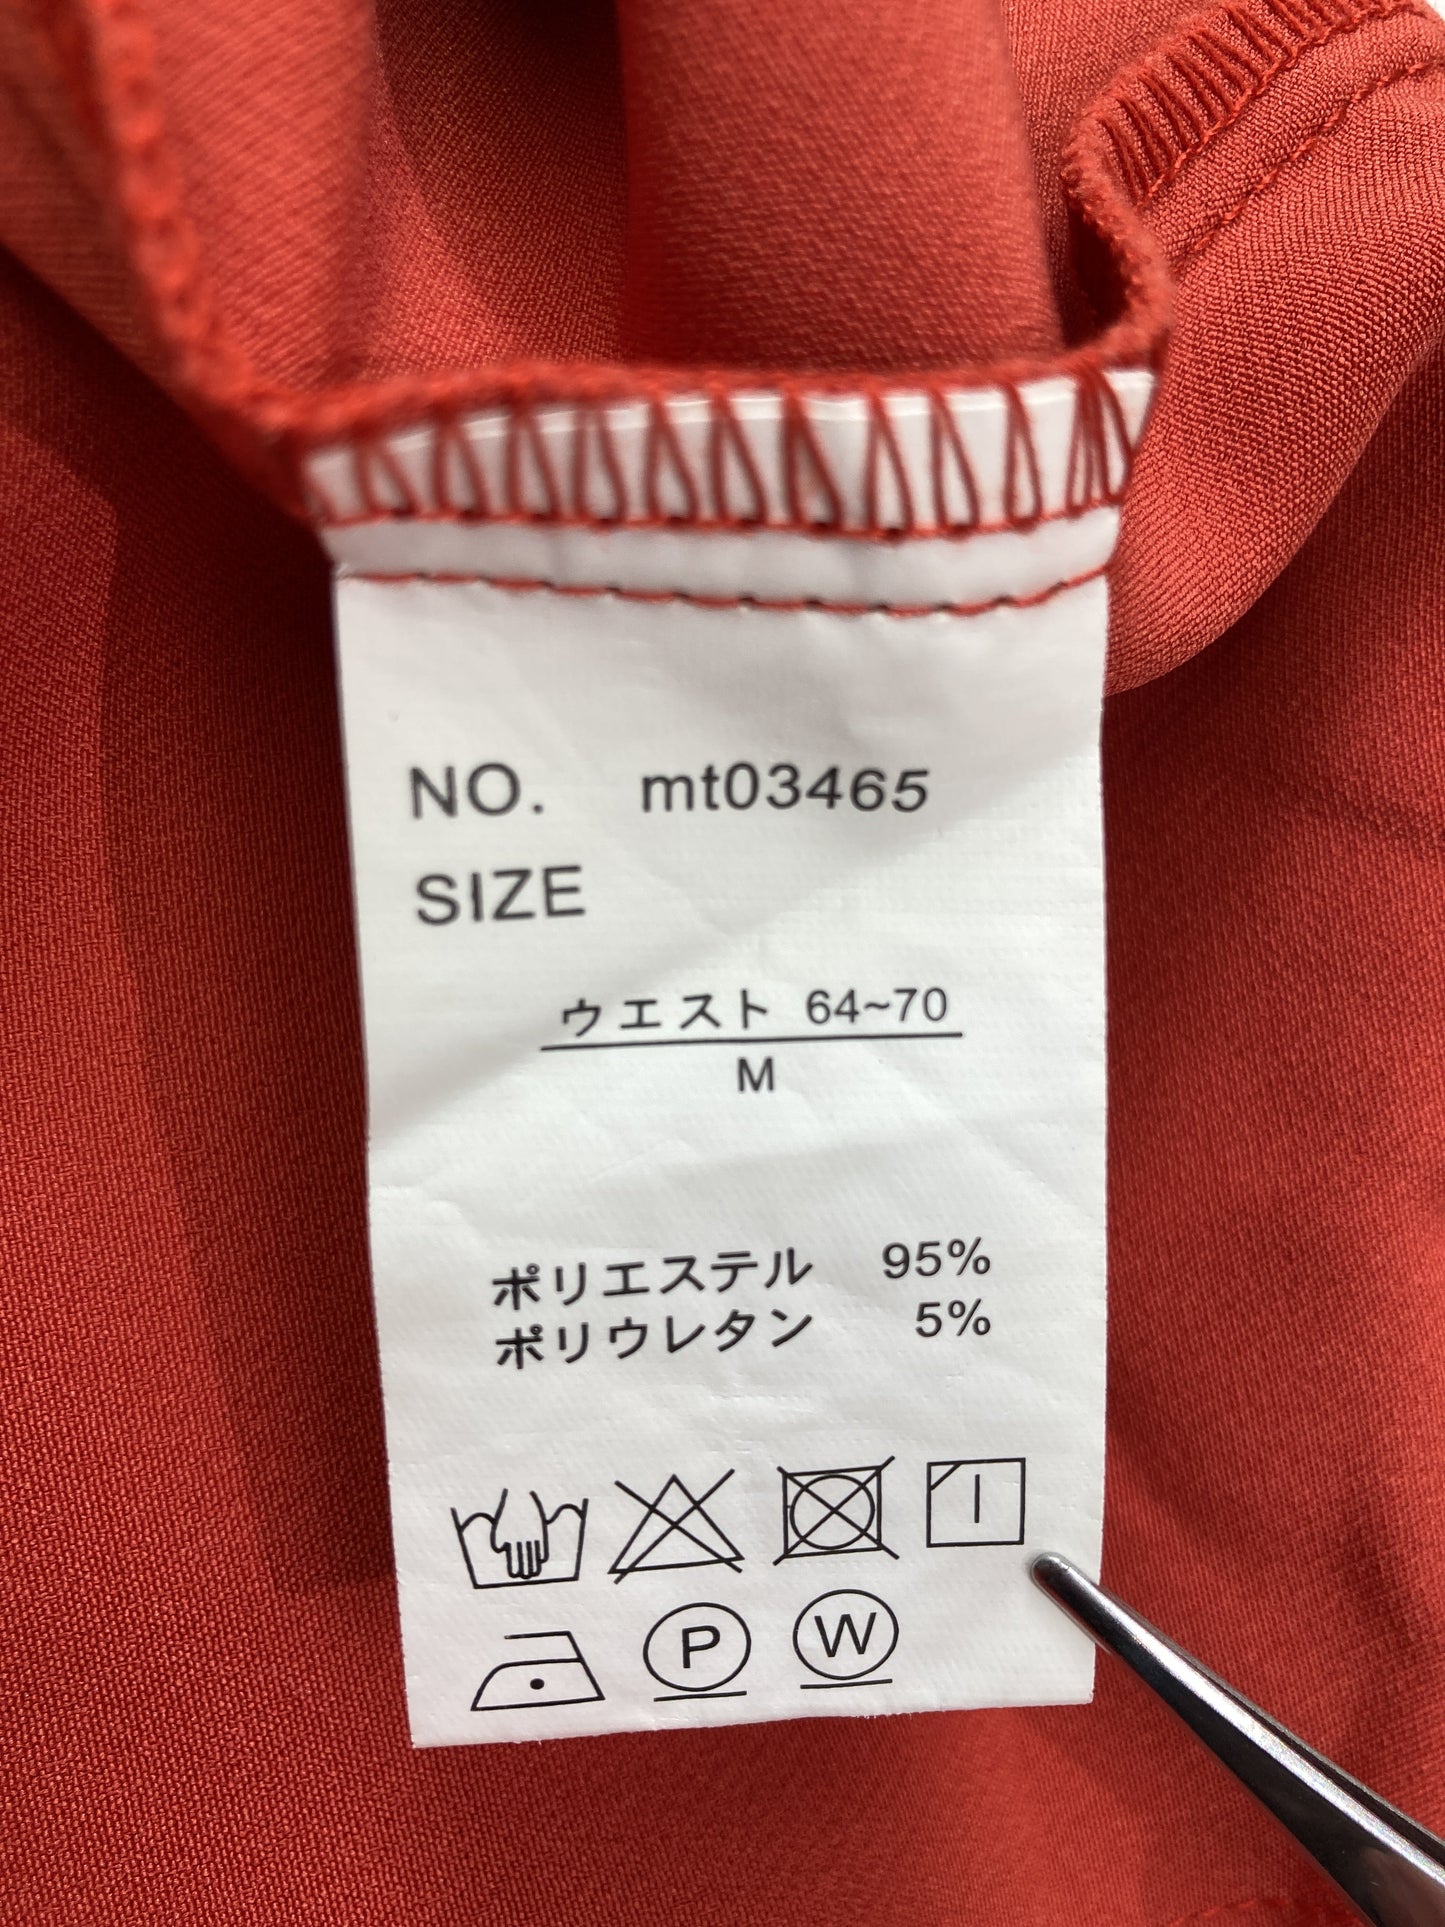 NO. mt03465
SIZE
ウエスト 64~70
M
ポリエステル 95%
ポリウレタン 5%
P W